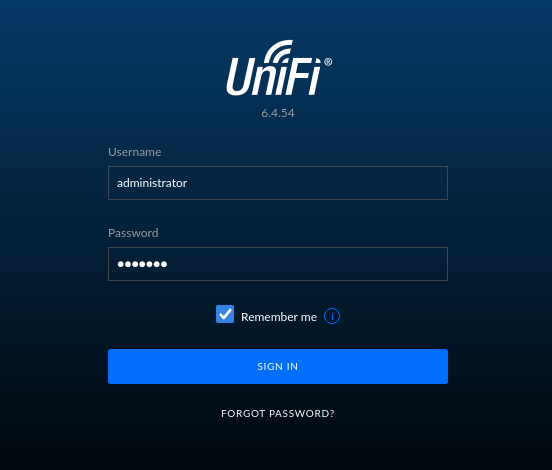 UniFi®
6.4.54
Username
administrator
Password
•••••••
Remember me
SIGN IN
FORGOT PASSWORD?